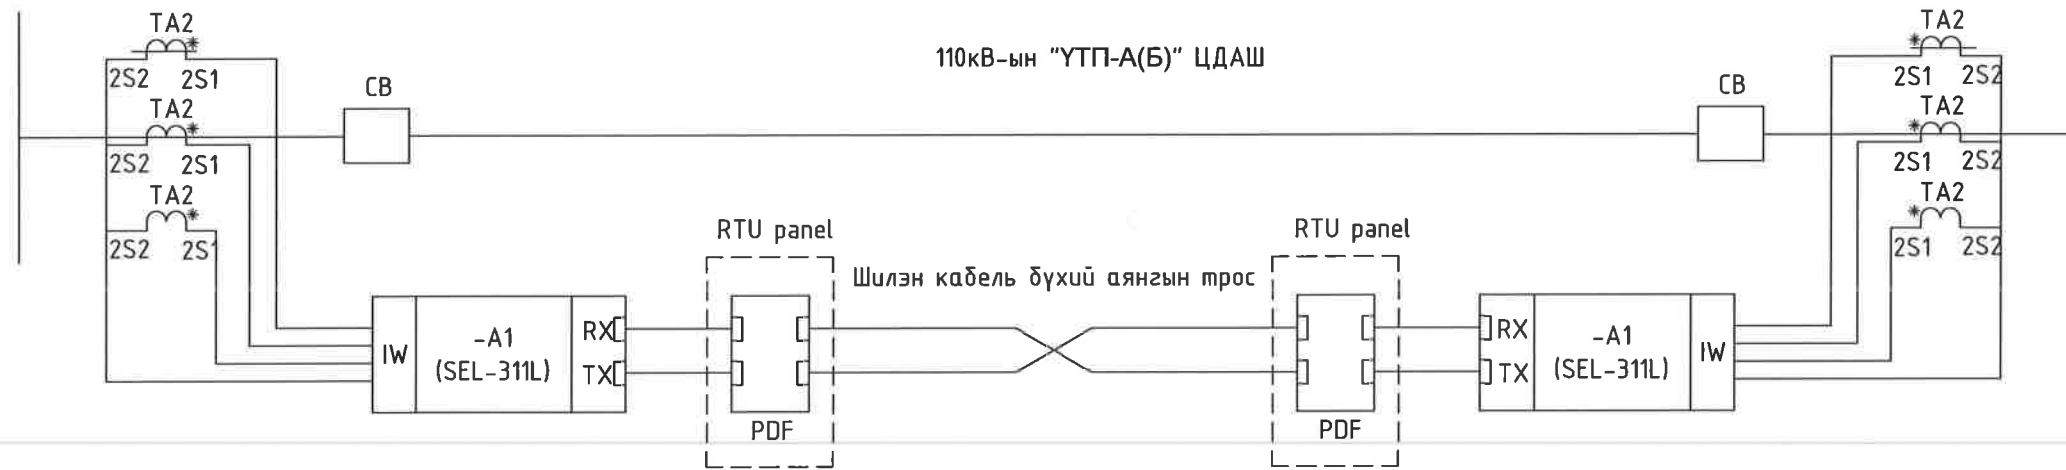 TA2
2S2 2S1
TA2
2S2 2S1
TA2
2S2 2S1
CB
110кВ-ын "ҮТП-А(Б)" ЦДАШ
CB
TA2
2S1 2S2
TA2
2S1 2S2
TA2
2S1 2S2
RTU panel
Шилэн кабель бүхий аянгын трос
RTU panel
IW
-A1
(SEL-311L)
RX
TX
PDF
PDF
RX
TX
-A1
(SEL-311L)
IW